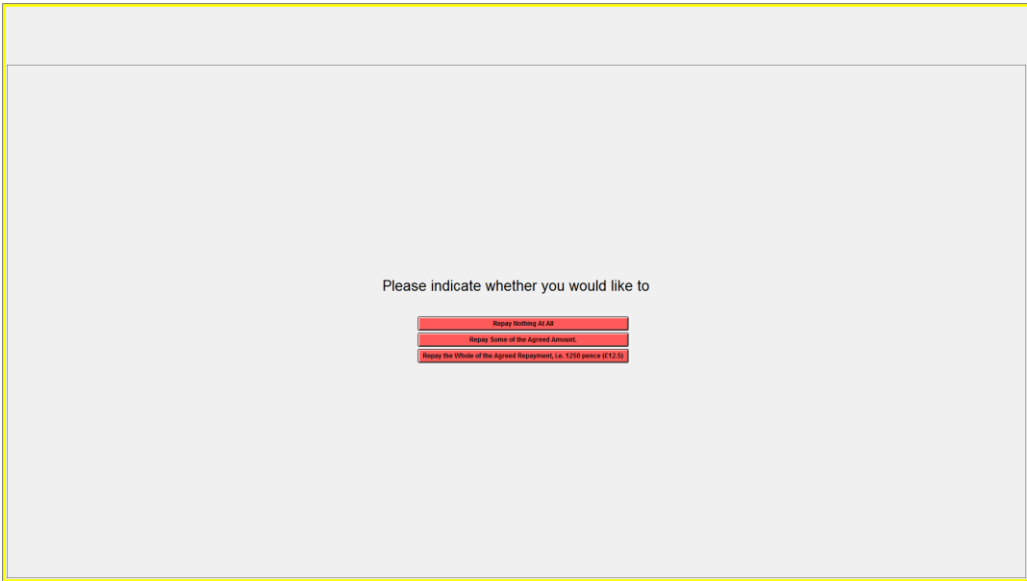 Please indicate whether you would like to
Repay Nothing At All
Repay Some of the Agreed Amount.
Repay the Whole of the Agreed Repayment, i.e. 1250 pence (£12.5)